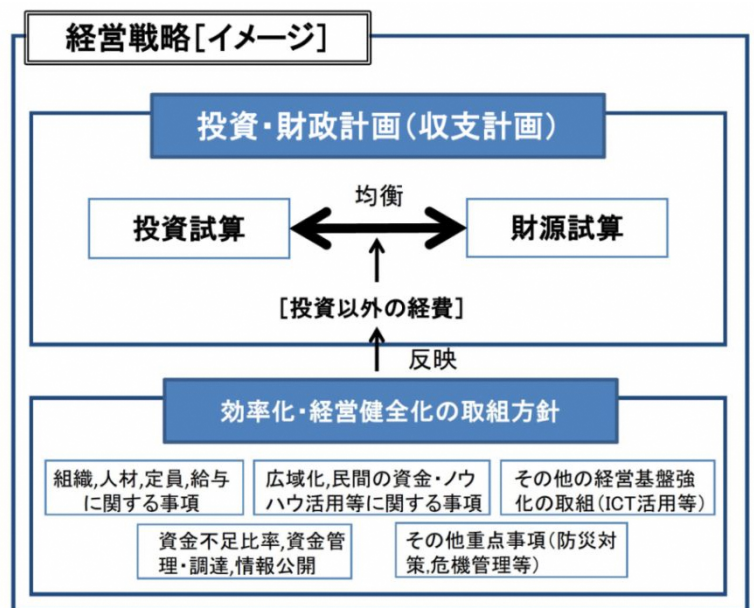 経営戦略[イメージ]
投資・財政計画(収支計画)
均衡
投資試算
財源試算
[投資以外の経費]
反映
効率化・経営健全化の取組方針
組織,人材,定員,給与
に関する事項
広域化,民間の資金・ノウ
ハウ活用等に関する事項
その他の経営基盤強
化の取組(ICT活用等)
資金不足比率,資金管
理・調達,情報公開
その他重点事項(防災対
策,危機管理等)